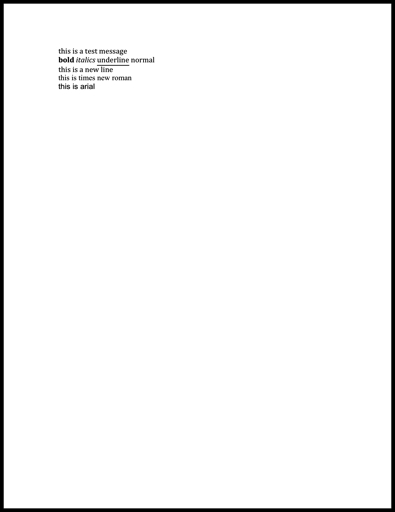 this is a test message
bold italics underline normal
this is a new line
this is times new roman
this is arial